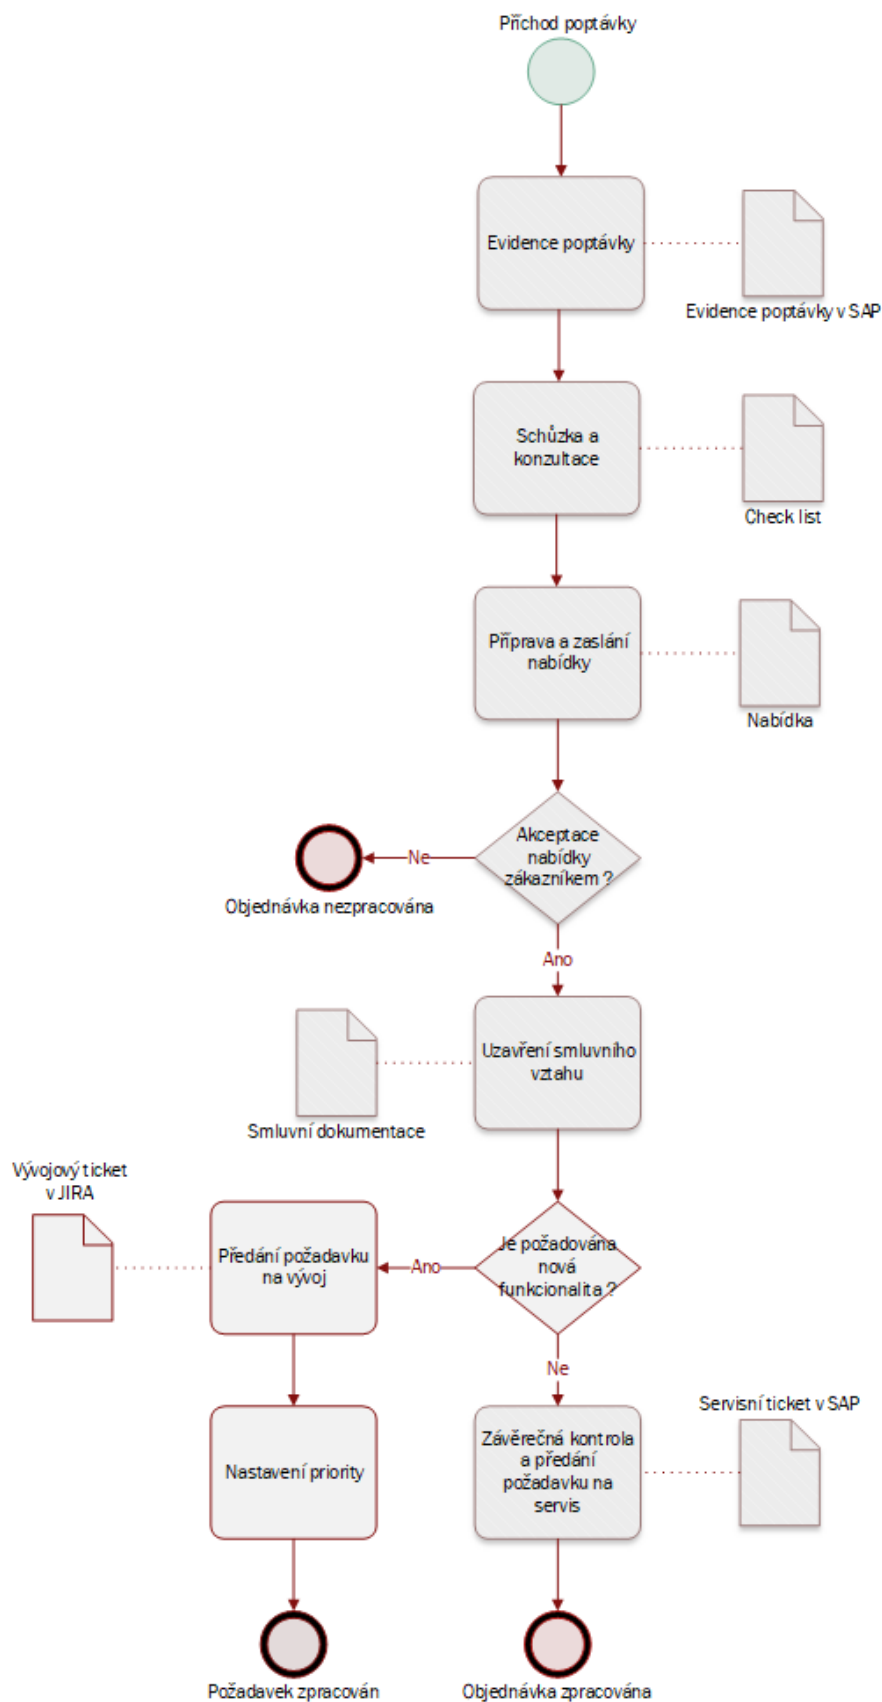 Příchod poptávky
Evidence poptávky
Evidence poptávky v SAP
Schůzka a
konzultace
Check list
Příprava a zaslání
nabídky
Nabídka
Akceptace
nabídky
zákazníkem ?
Ne
Objednávka nezpracována
Ano
Uzavření smluvního
vztahu
Smluvní dokumentace
Vývojový ticket
v JIRA
Předání požadavku
na vývoj
Ano
Je požadována
nová
funkcionalita ?
Ne
Servisní ticket v SAP
Nastavení priority
Závěrečná kontrola
a předání
požadavku na
servis
Požadavek zpracován
Objednávka zpracována